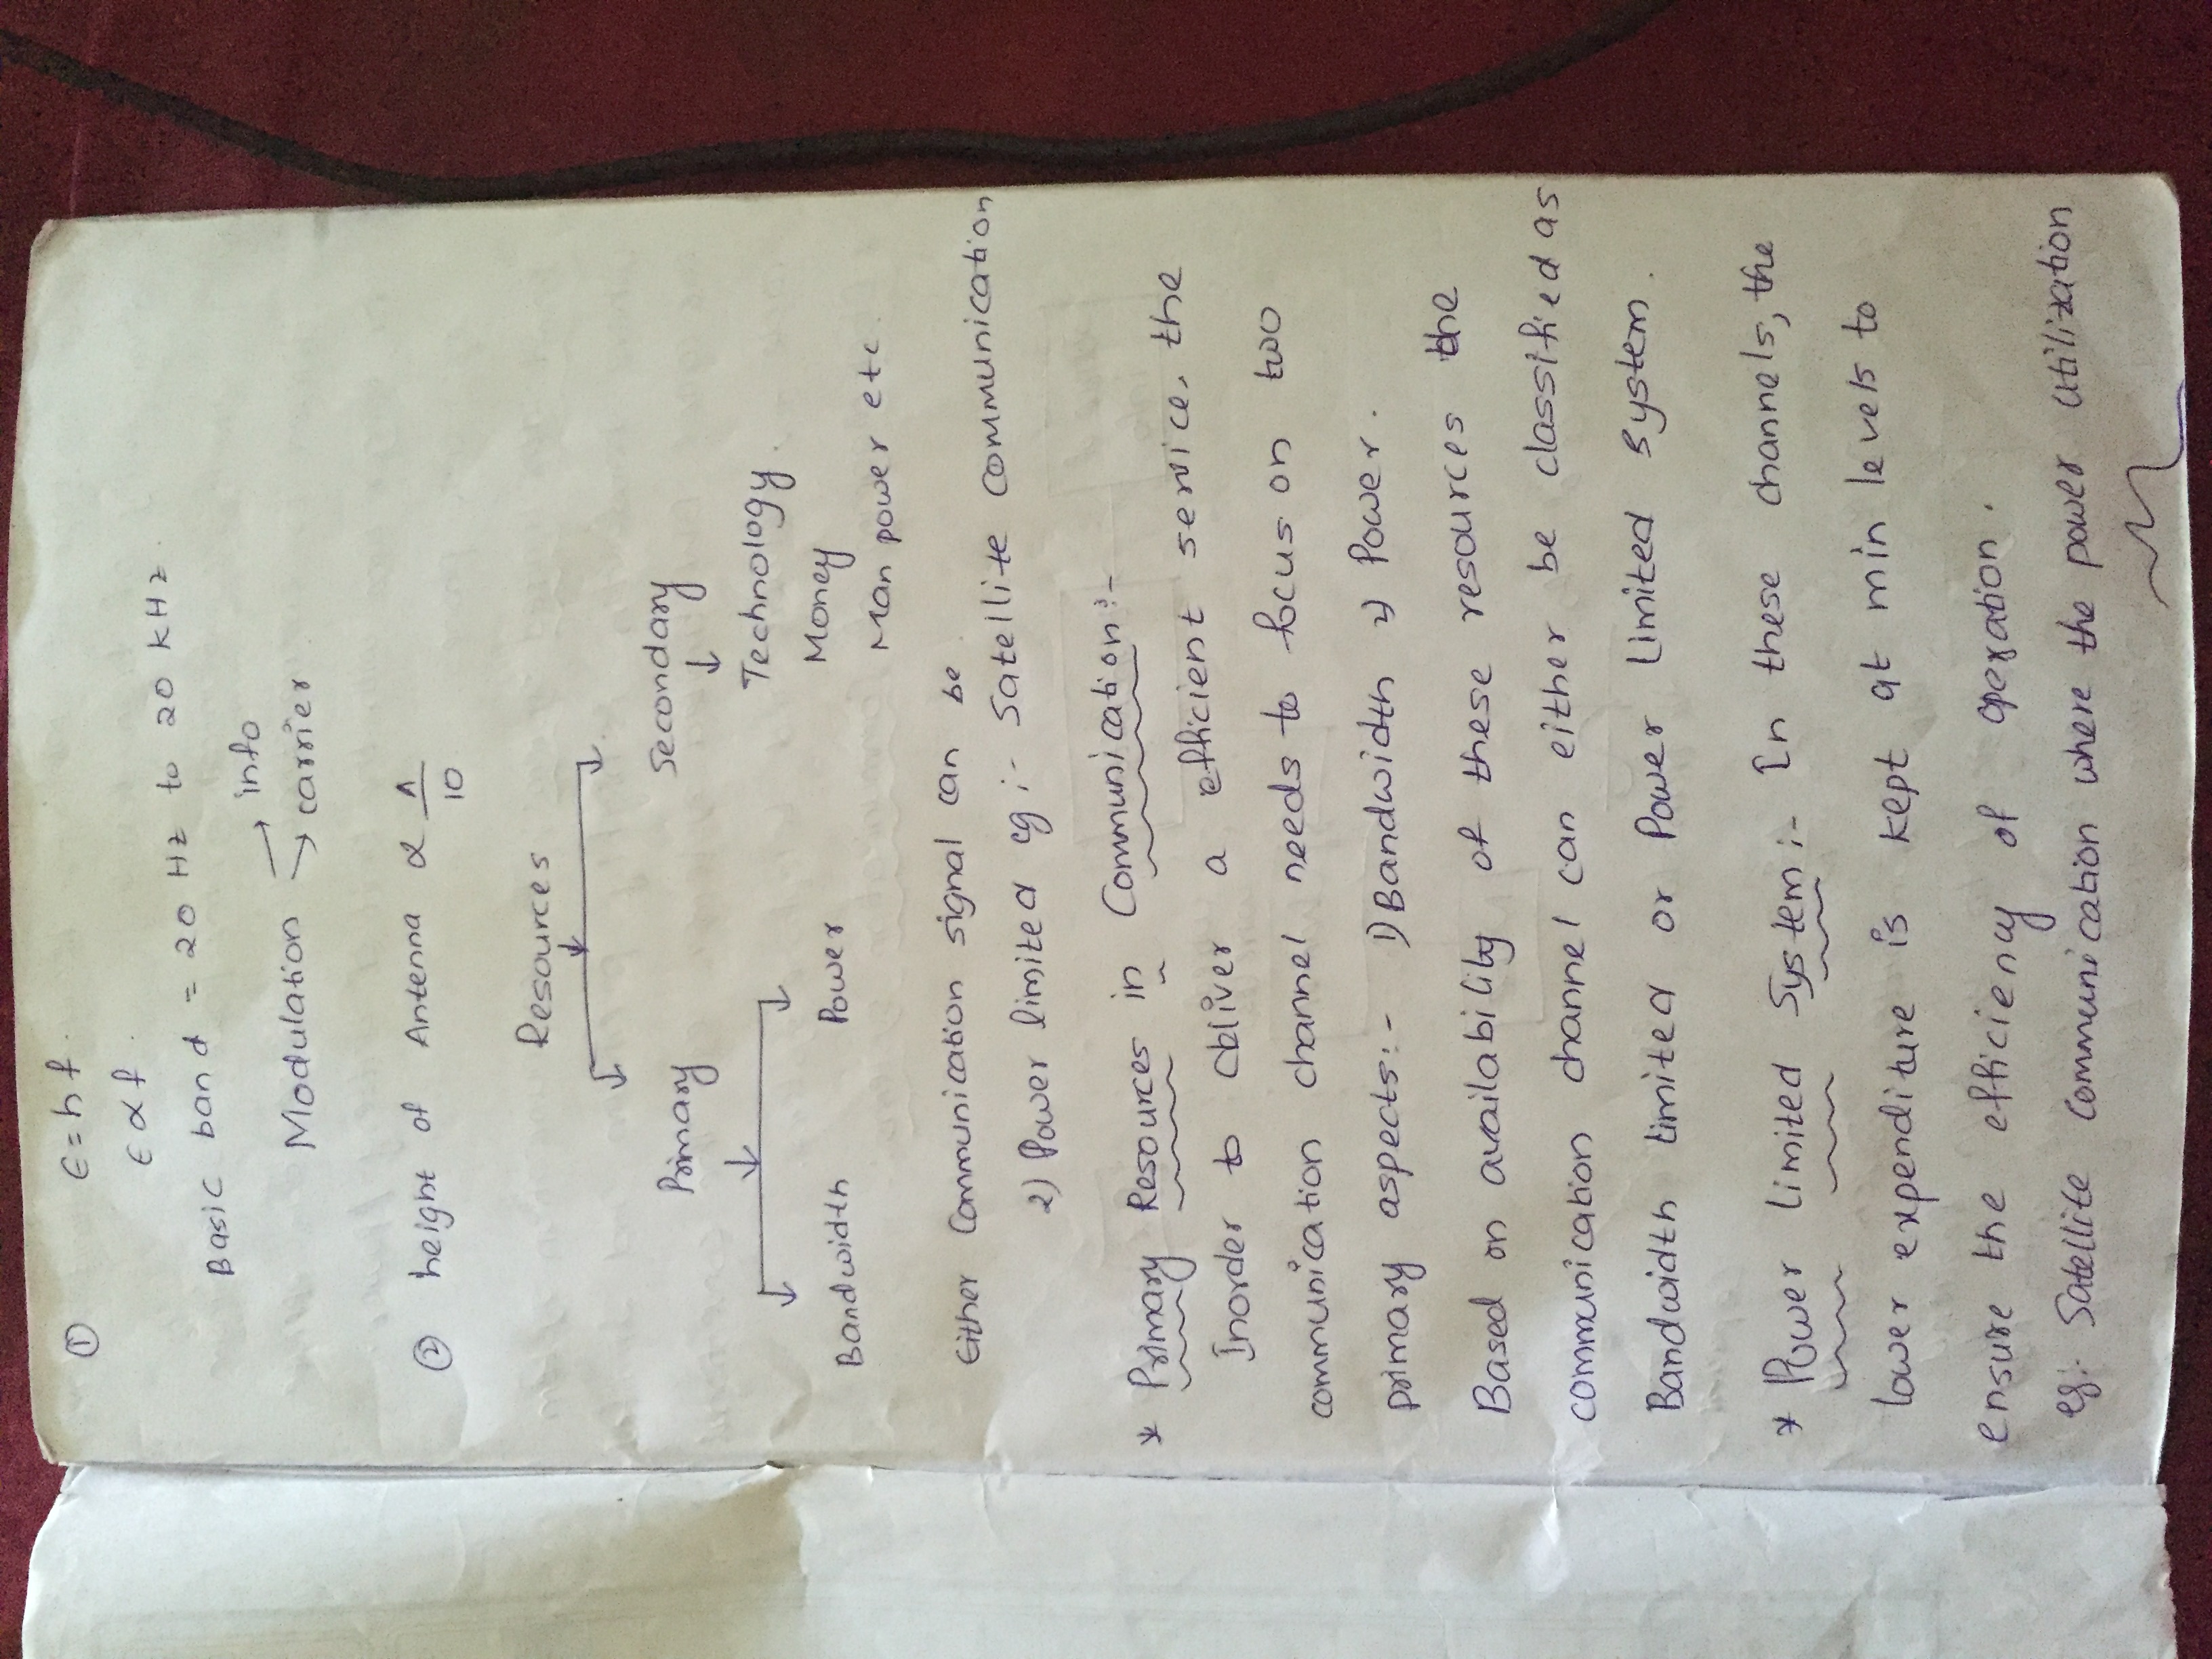 ① E = h f.
E ∝ f.
Basic band = 20 Hz to 20 kHz.
Modulation → info
→ carrier
② height of Antenna ∝ λ/10
Resources
Primary Secondary
Bandwidth Power Technology.
Money
Man power etc.
Either Communication signal can be
2) Power limited eg :- Satellite communication
* Primary Resources in Communication :-
Inorder to deliver a efficient service, the
communication channel needs to focus on two
primary aspects :- 1) Bandwidth 2) Power.
Based on availability of these resources the
communication channel can either be classified as
Bandwidth limited or Power Limited system.
* Power Limited System :- In these channels, the
lower expenditure is kept at min levels to
ensure the efficiency of operation.
eg:- Satellite communication where the power utilization